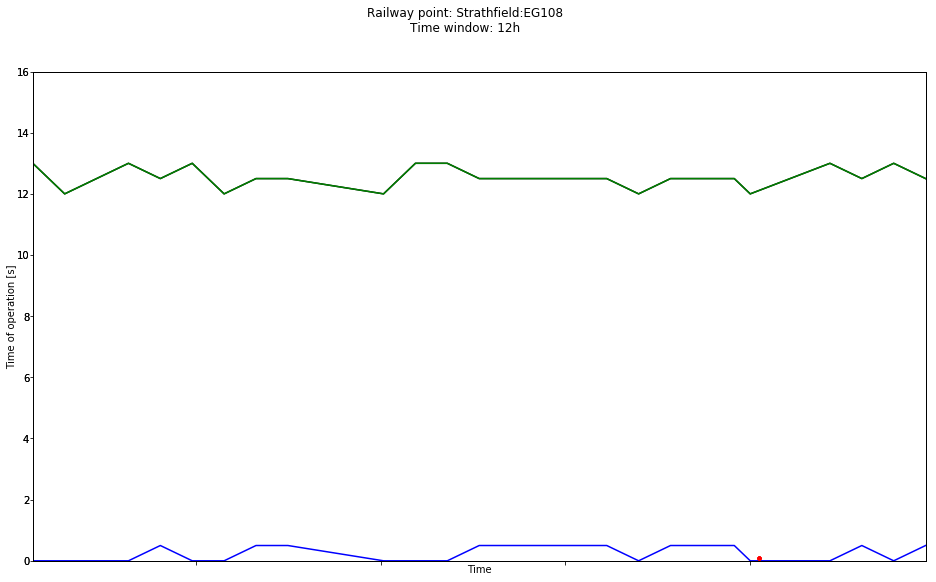 Railway point: Strathfield:EG108
Time window: 12h
16
14
12
10
8
6
4
2
0
Time of operation [s]
Time